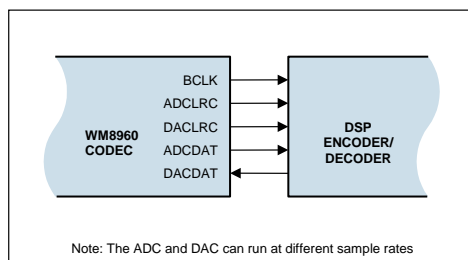 BCLK
ADCLRC
DACLRC
ADCDAT
DACDAT
WM8960
CODEC
DSP
ENCODER/
DECODER
Note: The ADC and DAC can run at different sample rates